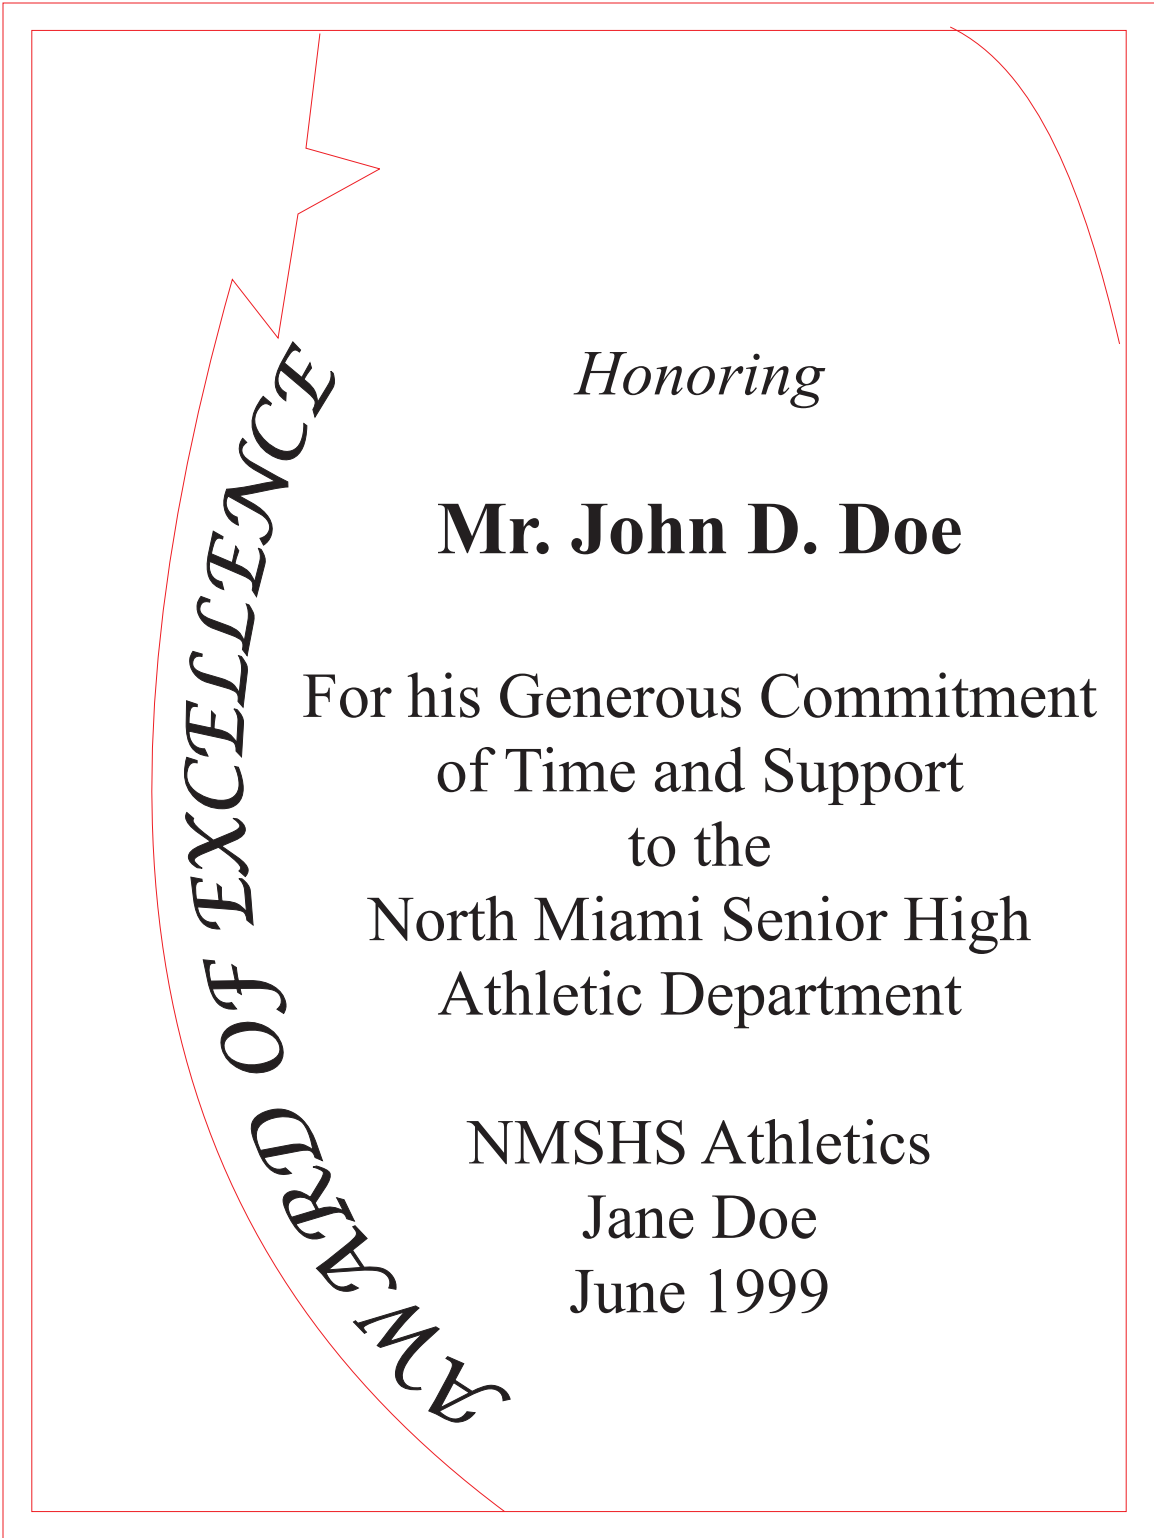 AWARD OF EXCELLENCE
Honoring
Mr. John D. Doe
For his Generous Commitment
of Time and Support
to the
North Miami Senior High
Athletic Department
NMSHS Athletics
Jane Doe
June 1999